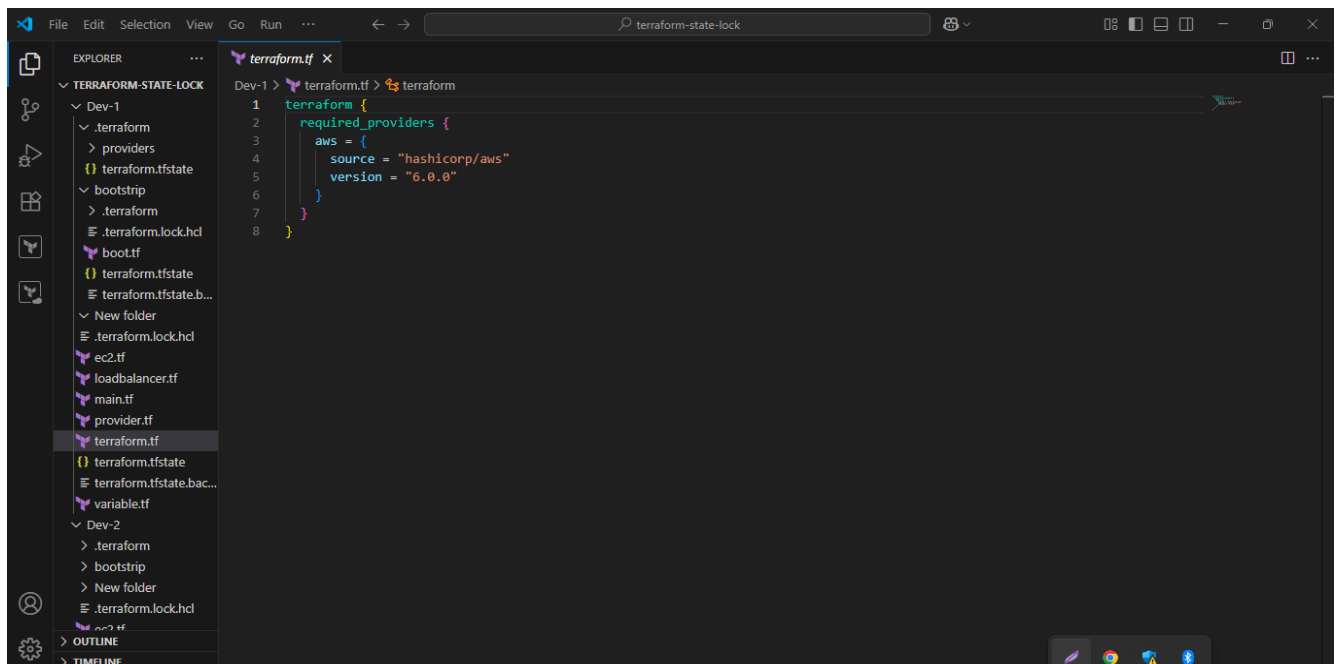 File Edit Selection View Go Run ···
terraform-state-lock
EXPLORER ···
TERRAFORM-STATE-LOCK
Dev-1
.terraform
providers
{} terraform.tfstate
bootstrip
.terraform
.terraform.lock.hcl
boot.tf
{} terraform.tfstate
terraform.tfstate.b...
New folder
.terraform.lock.hcl
ec2.tf
loadbalancer.tf
main.tf
provider.tf
terraform.tf
{} terraform.tfstate
terraform.tfstate.bac...
variable.tf
Dev-2
.terraform
bootstrip
New folder
.terraform.lock.hcl
ec2.tf
OUTLINE
TIMELINE
terraform.tf
Dev-1 > terraform.tf > terraform
1 terraform {
2 required_providers {
3 aws = {
4 source = "hashicorp/aws"
5 version = "6.0.0"
6 }
7 }
8 }